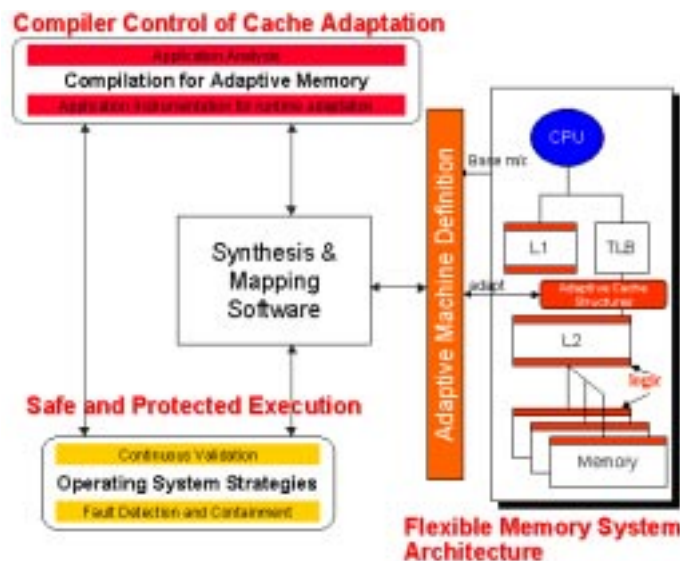 Compiler Control of Cache Adaptation
Application Analysis
Compilation for Adaptive Memory
Application Instrumentation for runtime adaptation
CPU
Base m/c
L1
TLB
Adaptive Machine Definition
Synthesis &
Mapping
Software
adapt
Adaptive Cache
Structures
L2
logic
Safe and Protected Execution
Continuous Validation
Operating System Strategies
Fault Detection and Containment
Memory
Flexible Memory System
Architecture